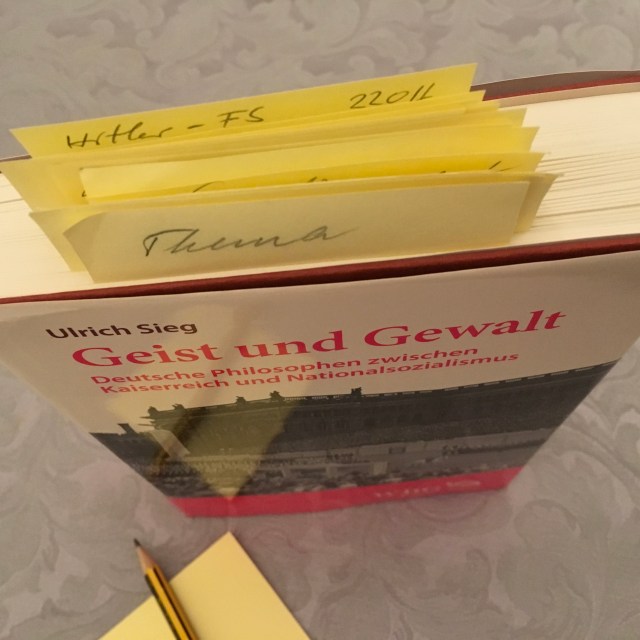 Hitler - FS 220ff
Thema
Ulrich Sieg
Geist und Gewalt
Deutsche Philosophen zwischen
Kaiserreich und Nationalsozialismus